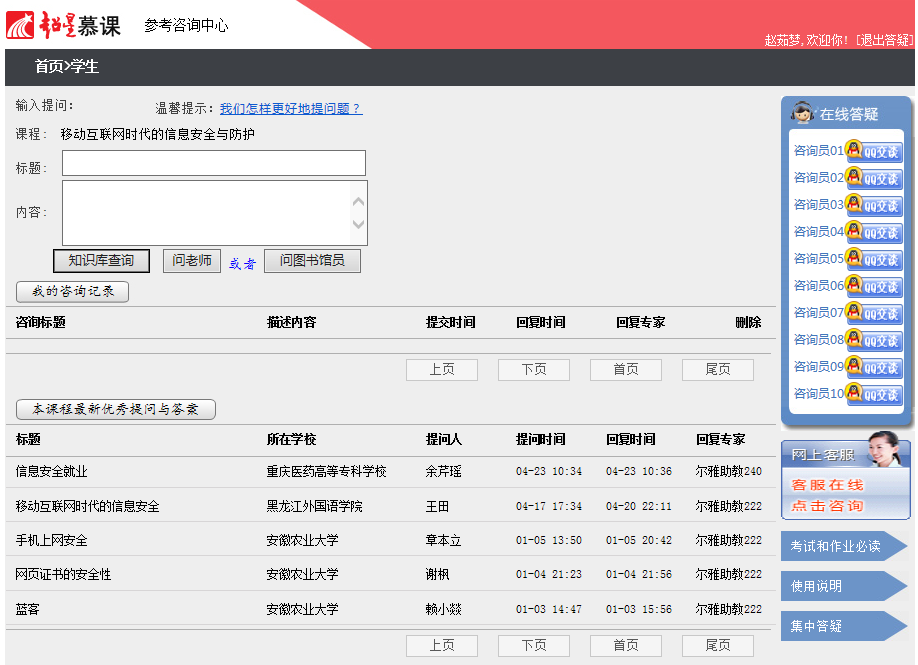 超星慕课 参考咨询中心
赵茹梦,欢迎你! [退出答疑]
首页>学生
输入提问: 温馨提示: 我们怎样更好地提问题?
课程: 移动互联网时代的信息安全与防护
标题:
内容:
知识库查询 问老师 或者 问图书馆员
我的咨询记录
咨询标题 描述内容 提交时间 回复时间 回复专家 删除
上页 下页 首页 尾页
本课程最新优秀提问与答案
标题 所在学校 提问人 提问时间 回复时间 回复专家
信息安全就业 重庆医药高等专科学校 余芹瑶 04-23 10:34 04-23 10:36 尔雅助教240
移动互联网时代的信息安全 黑龙江外国语学院 王田 04-17 17:34 04-20 22:11 尔雅助教222
手机上网安全 安徽农业大学 章本立 01-05 13:50 01-05 20:42 尔雅助教222
网页证书的安全性 安徽农业大学 谢枫 01-04 21:23 01-04 21:56 尔雅助教222
蓝客 安徽农业大学 赖小燚 01-03 14:47 01-03 15:56 尔雅助教222
上页 下页 首页 尾页
在线答疑
咨询员01 QQ交谈
咨询员02 QQ交谈
咨询员03 QQ交谈
咨询员04 QQ交谈
咨询员05 QQ交谈
咨询员06 QQ交谈
咨询员07 QQ交谈
咨询员08 QQ交谈
咨询员09 QQ交谈
咨询员10 QQ交谈
网上客服
客服在线
点击咨询
考试和作业必读
使用说明
集中答疑